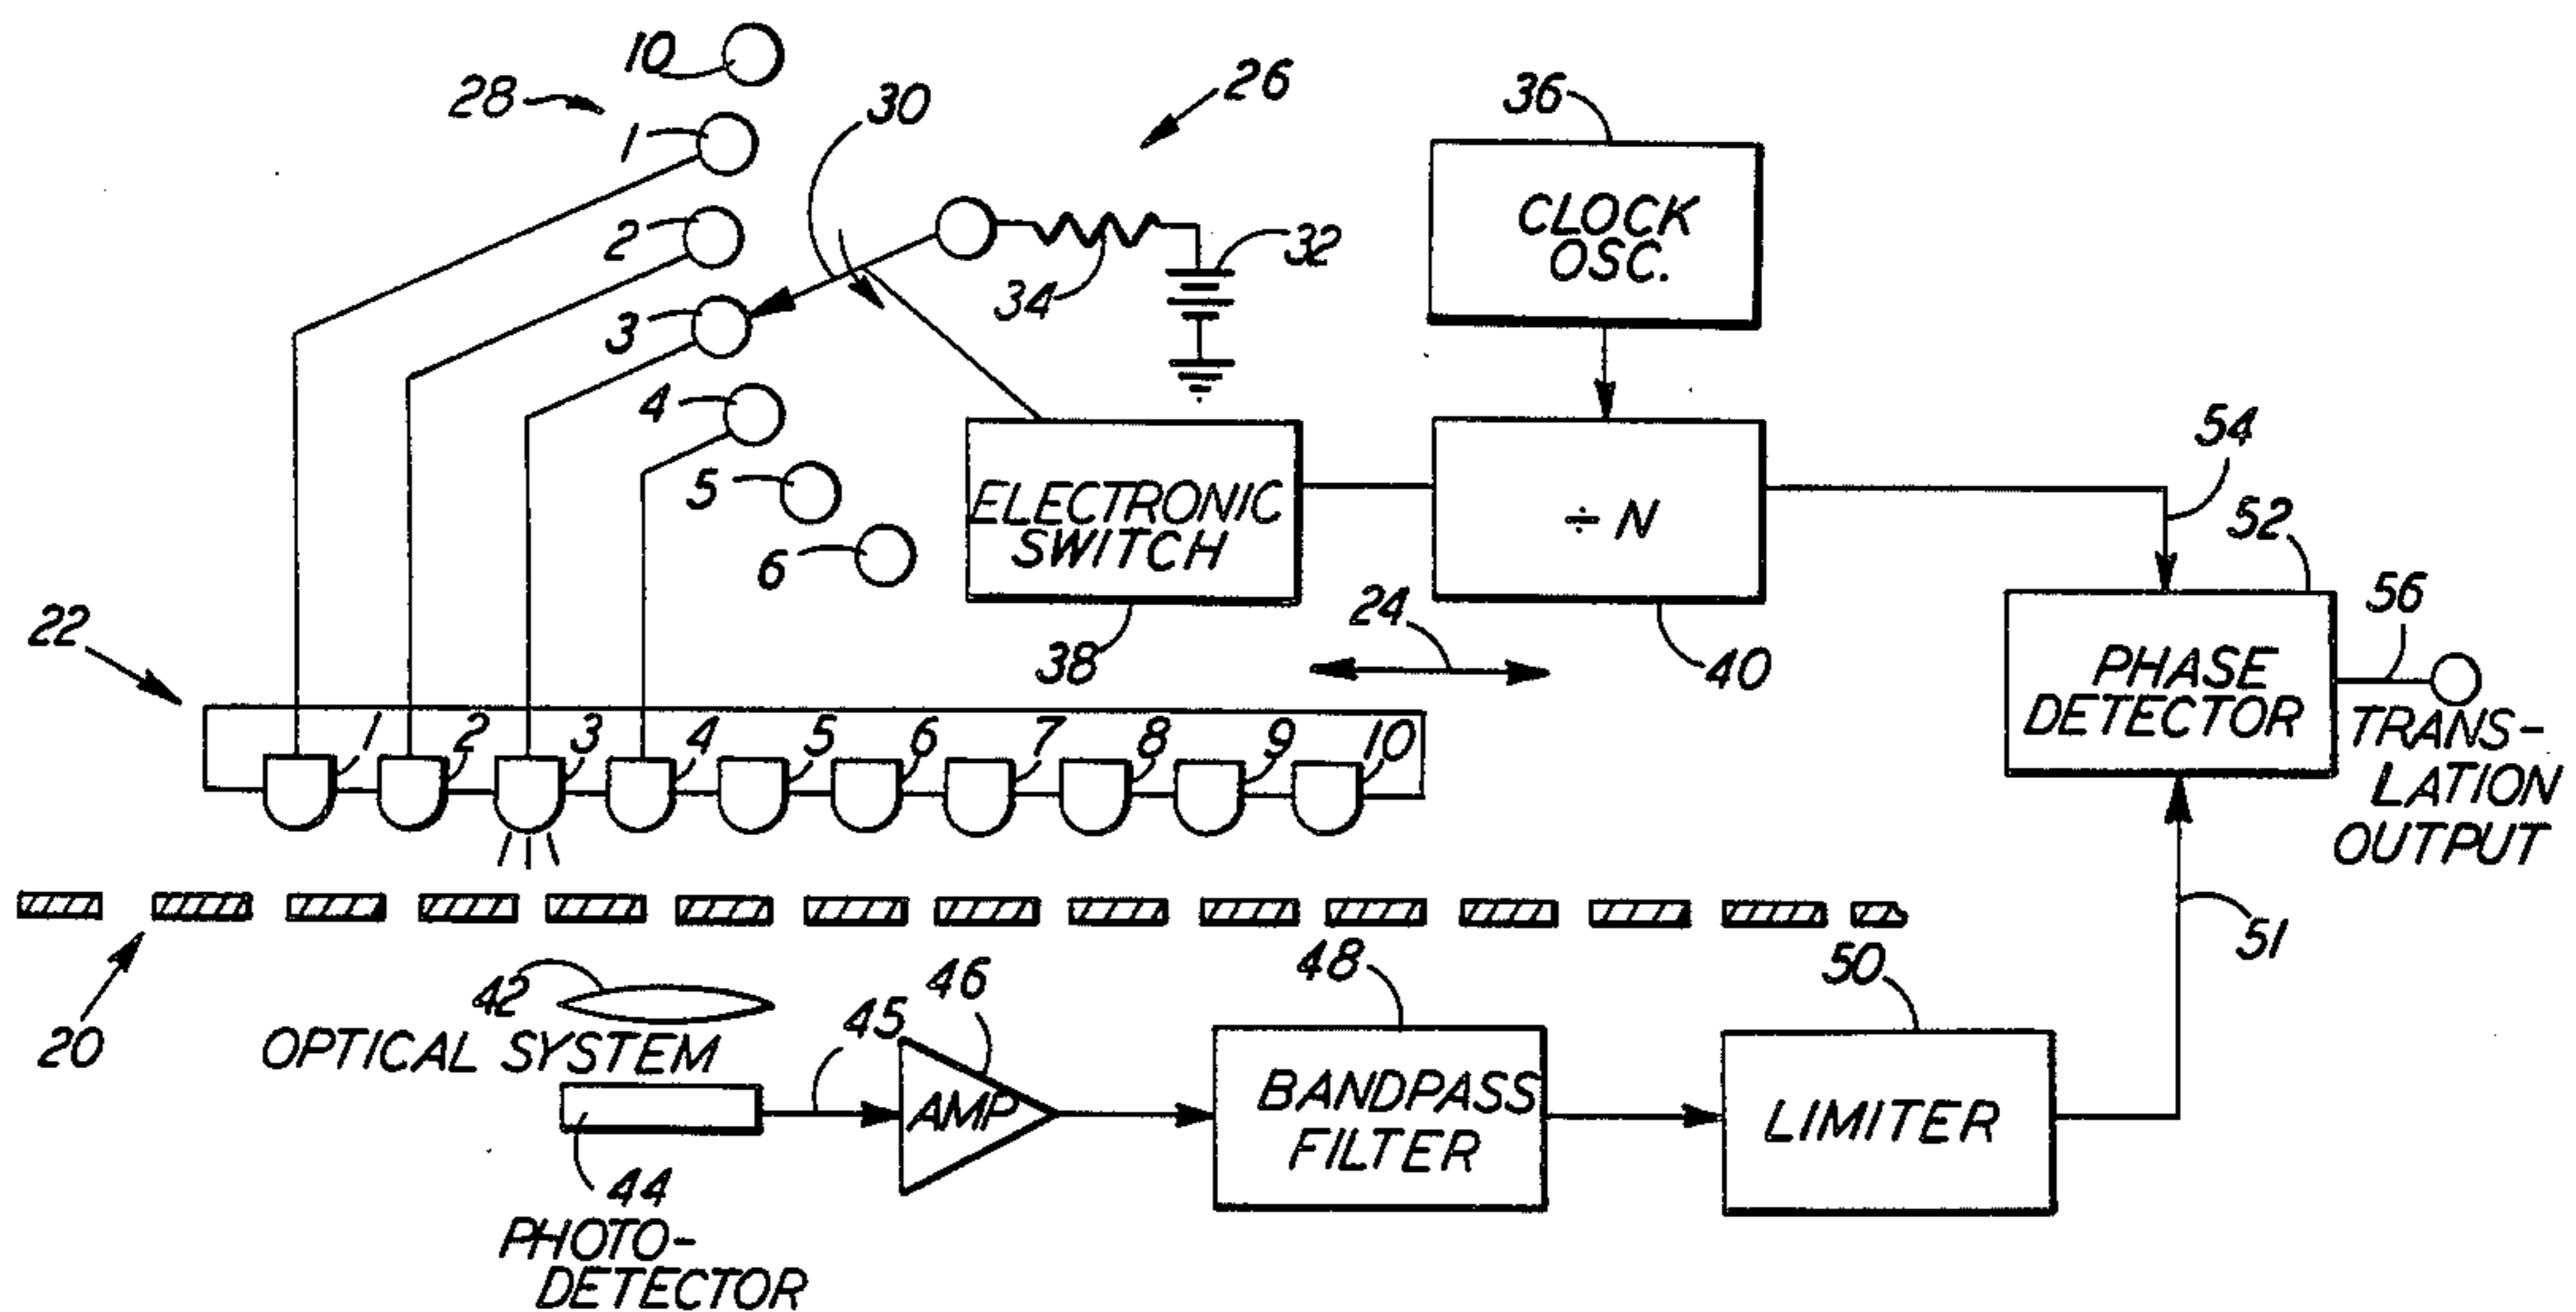 10
28
1
30
26
36
2
CLOCK
OSC.
32
34
3
4
54
5
ELECTRONIC
SWITCH
÷ N
52
6
24
56
22
38
40
PHASE
DETECTOR
TRANS-
LATION
OUTPUT
1 2 3 4 5 6 7 8 9 10
20
42
OPTICAL SYSTEM
45
46
48
50
51
AMP
BANDPASS
FILTER
LIMITER
44
PHOTO-
DETECTOR